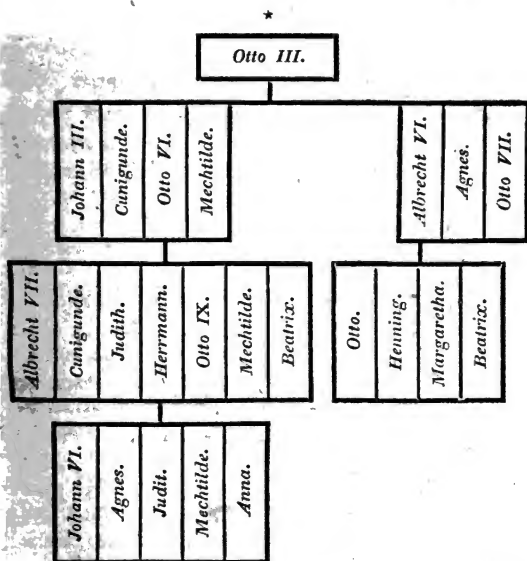 *
Otto III.
Johann III.
Cunigunde.
Otto VI.
Mechtilde.
Albrecht VI.
Agnes.
Otto VII.
Albrecht VII.
Cunigunde.
Judith.
Herrmann.
Otto IX.
Mechtilde.
Beatrix.
Otto.
Henning.
Margaretha.
Beatrix.
Johann VI.
Agnes.
Judit.
Mechtilde.
Anna.